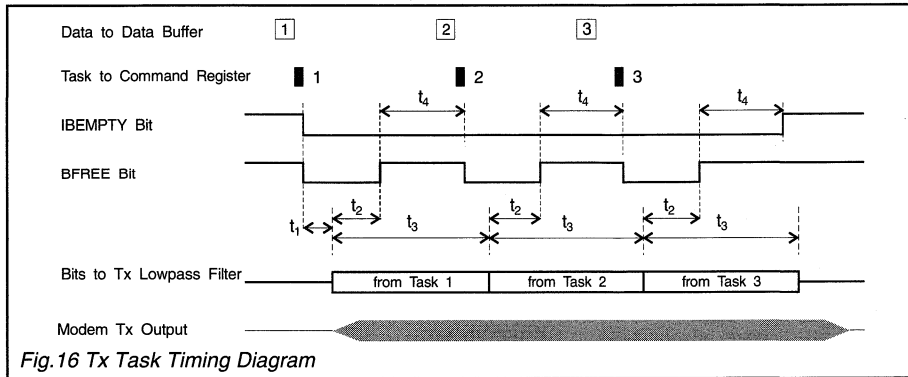 Data to Data Buffer 1 2 3
Task to Command Register 1 2 3
t4 t4 t4
IBEMPTY Bit
BFREE Bit
t2 t2 t2
t1 t3 t3 t3
Bits to Tx Lowpass Filter from Task 1 from Task 2 from Task 3
Modem Tx Output
Fig.16 Tx Task Timing Diagram